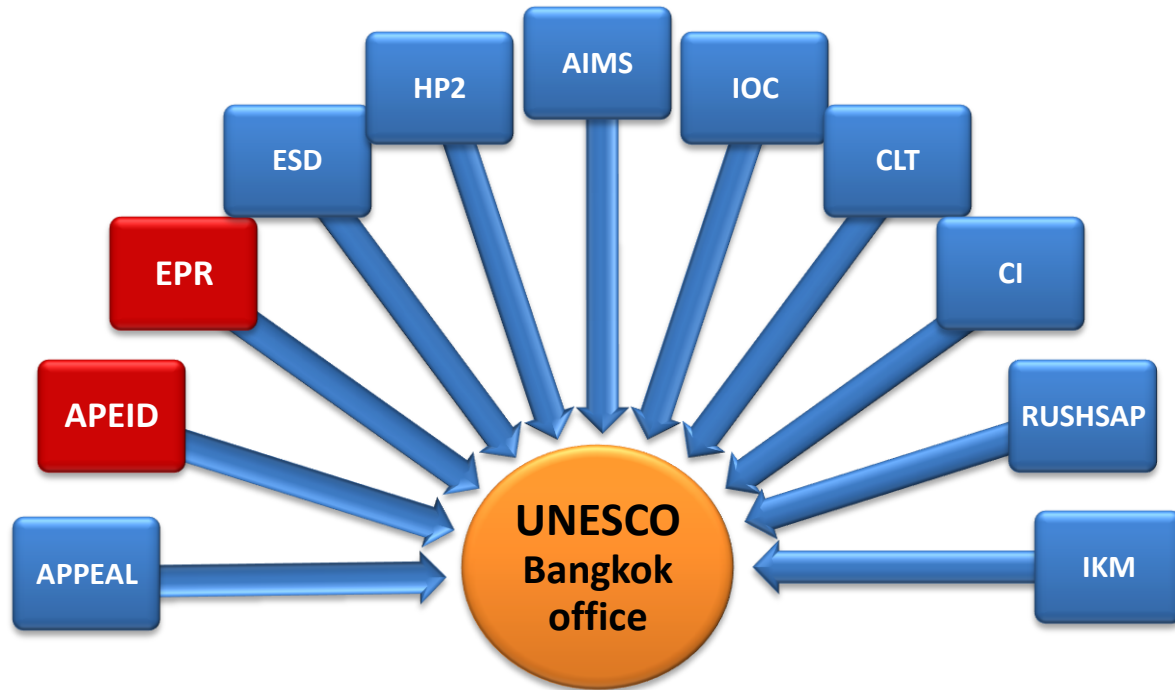 AIMS
HP2
IOC
ESD
CLT
EPR
CI
APEID
RUSHSAP
APPEAL
IKM
UNESCO
Bangkok
office